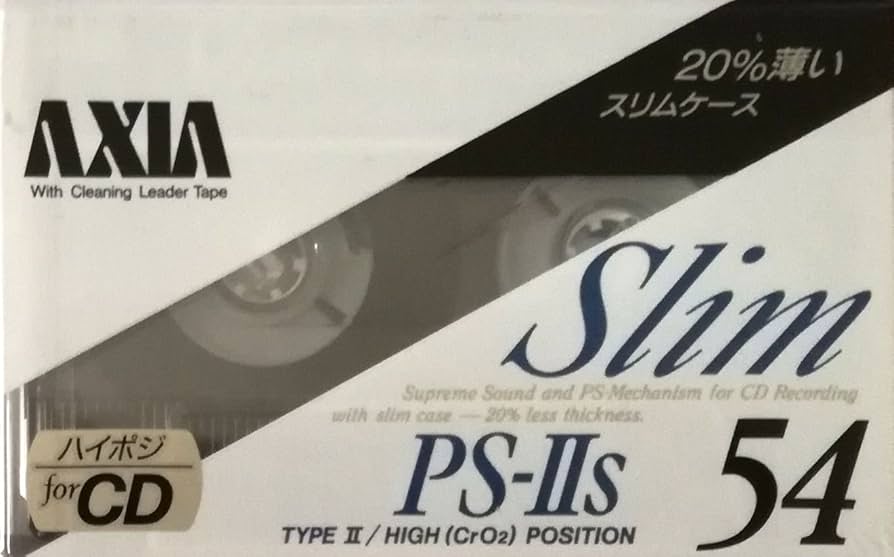 20%薄い
スリムケース
AXIA
With Cleaning Leader Tape
Slim
Supreme Sound and PS-Mechanism for CD Recording
with slim case — 20% less thickness.
ハイポジ
for CD
PS-IIs
54
TYPE II / HIGH (CrO₂) POSITION